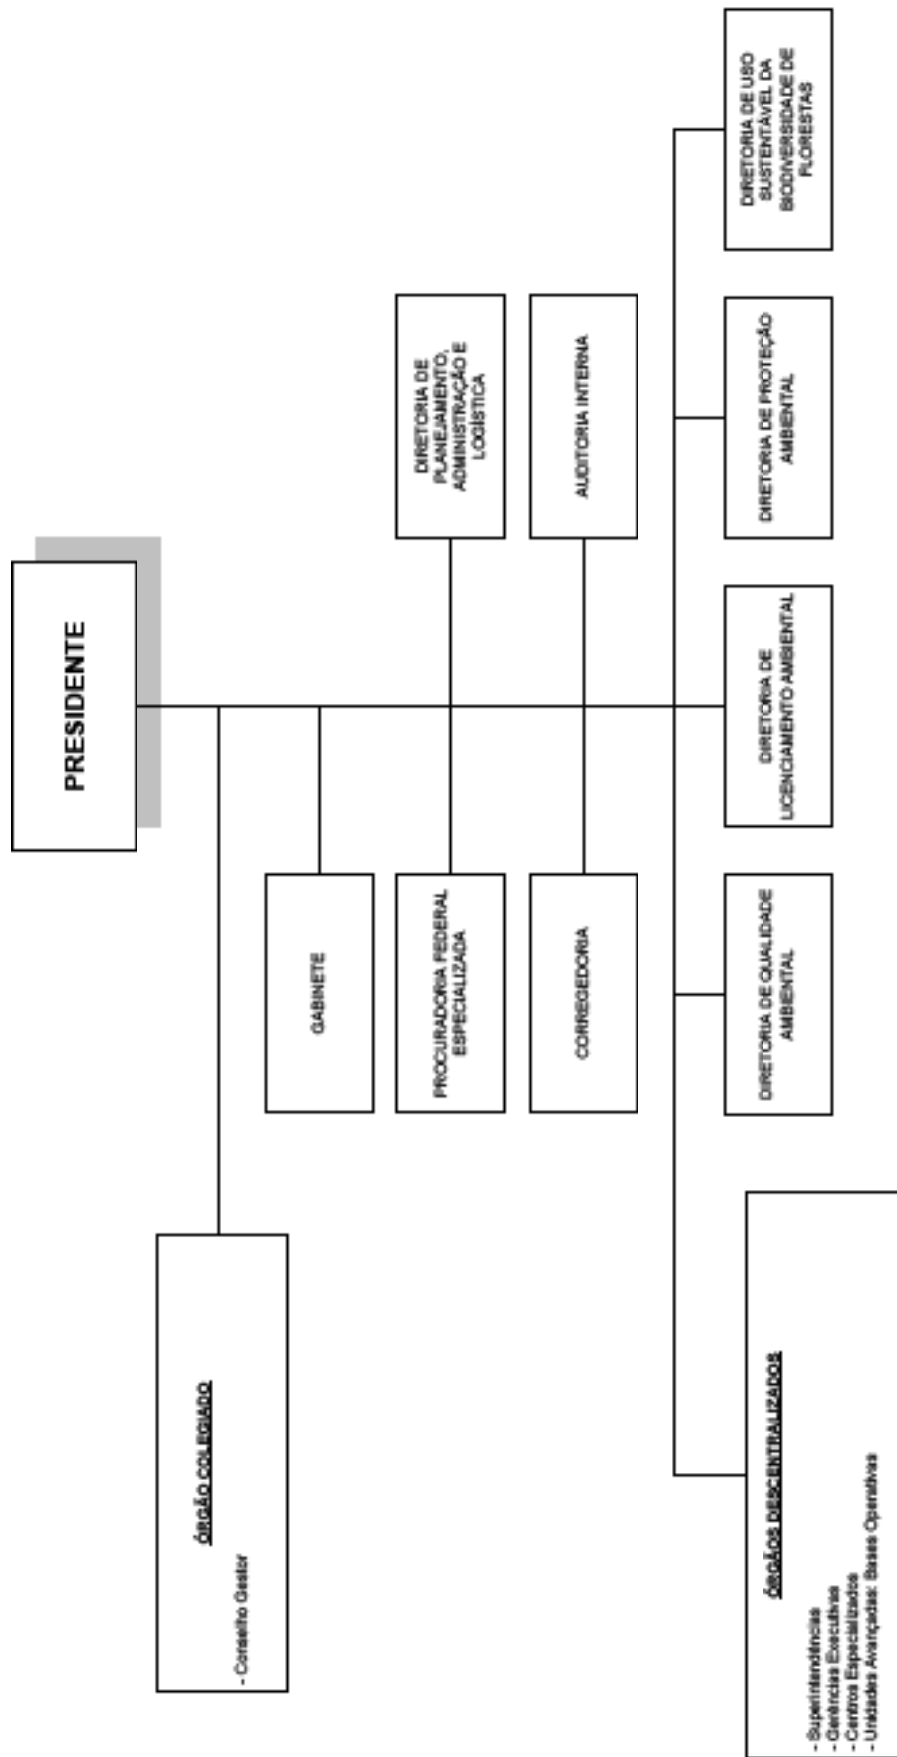 PRESIDENTE
ÓRGÃO COLEGIADO
- Conselho Gestor
GABINETE
PROCURADORIA FEDERAL
ESPECIALIZADA
DIRETORIA DE
PLANEJAMENTO,
ADMINISTRAÇÃO E
LOGÍSTICA
CORREGEDORIA
AUDITORIA INTERNA
ÓRGÃOS DESCENTRALIZADOS
- Superintendências
- Gerências Executivas
- Centros Especializados
- Unidades Avançadas: Bases Operativas
DIRETORIA DE QUALIDADE
AMBIENTAL
DIRETORIA DE
LICENCIAMENTO AMBIENTAL
DIRETORIA DE PROTEÇÃO
AMBIENTAL
DIRETORIA DE USO
SUSTENTÁVEL DA
BIODIVERSIDADE DE
FLORESTAS